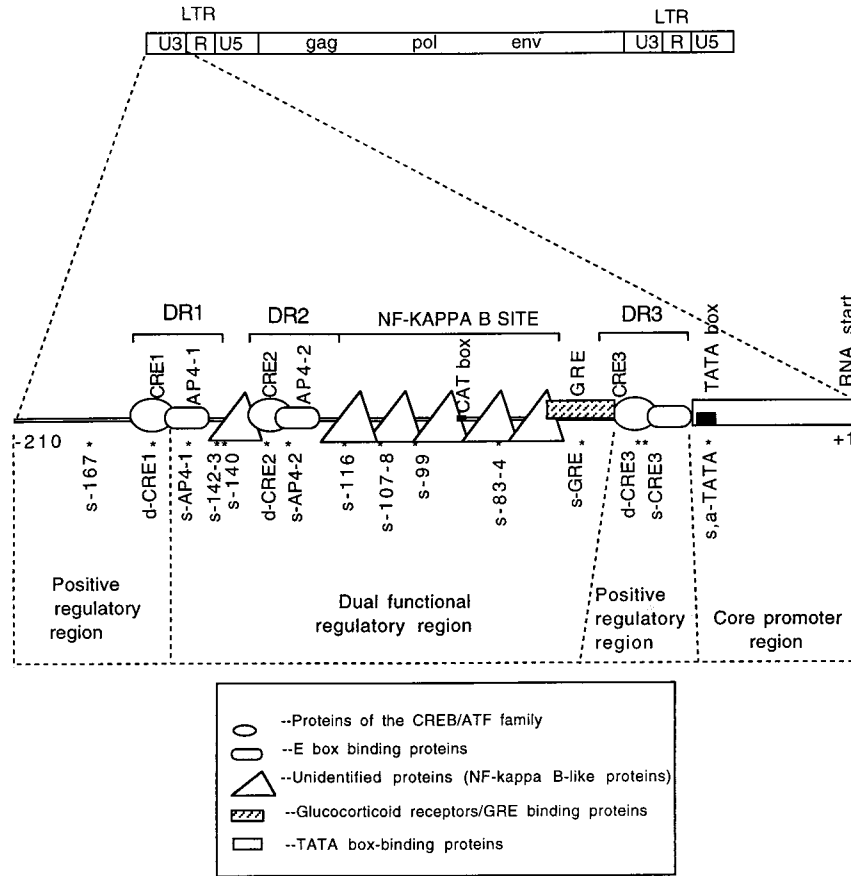 LTR
LTR
U3 R U5 gag pol env U3 R U5
DR1
DR2
NF-KAPPA B SITE
DR3
CRE1
AP4-1
CRE2
AP4-2
CAT box
GRE
CRE3
TATA box
RNA start
-210
+1
s-167
d-CRE1
s-AP4-1
s-142-3
s-140
d-CRE2
s-AP4-2
s-116
s-107-8
s-99
s-83-4
s-GRE
d-CRE3
s-CRE3
s,a-TATA
Positive
regulatory
region
Dual functional
regulatory region
Positive
regulatory
region
Core promoter
region
--Proteins of the CREB/ATF family
--E box binding proteins
--Unidentified proteins (NF-kappa B-like proteins)
--Glucocorticoid receptors/GRE binding proteins
--TATA box-binding proteins